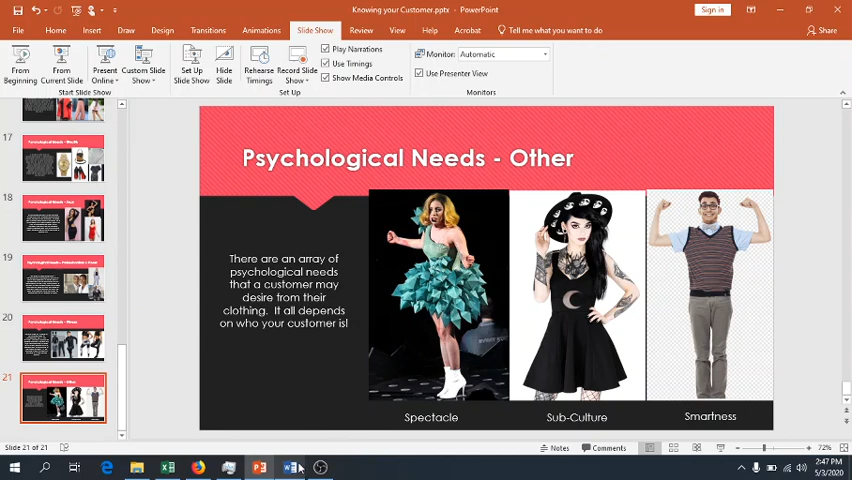 Knowing your Customer.pptx - PowerPoint
Sign in
File Home Insert Draw Design Transitions Animations Slide Show Review View Help Acrobat Tell me what you want to do Share
From Beginning
From Current Slide
Present Online
Custom Slide Show
Set Up Slide Show
Hide Slide
Rehearse Timings
Record Slide Show
Play Narrations
Use Timings
Show Media Controls
Monitor: Automatic
Use Presenter View
Start Slide Show
Set Up
Monitors
17
18
19
20
21
Psychological Needs - Other
There are an array of
psychological needs
that a customer may
desire from their
clothing. It all depends
on who your customer is!
Spectacle
Sub-Culture
Smartness
Slide 21 of 21
Notes
Comments
72%
2:47 PM
5/3/2020